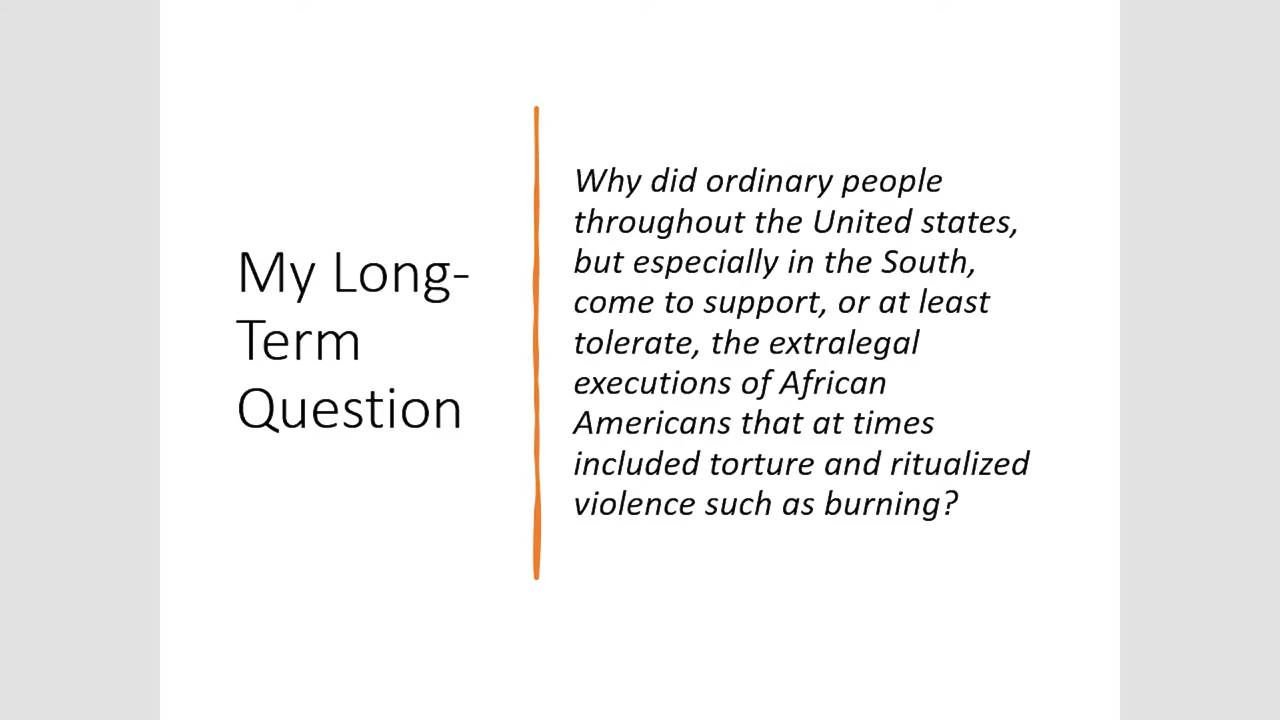 My Long-
Term
Question
Why did ordinary people
throughout the United states,
but especially in the South,
come to support, or at least
tolerate, the extralegal
executions of African
Americans that at times
included torture and ritualized
violence such as burning?